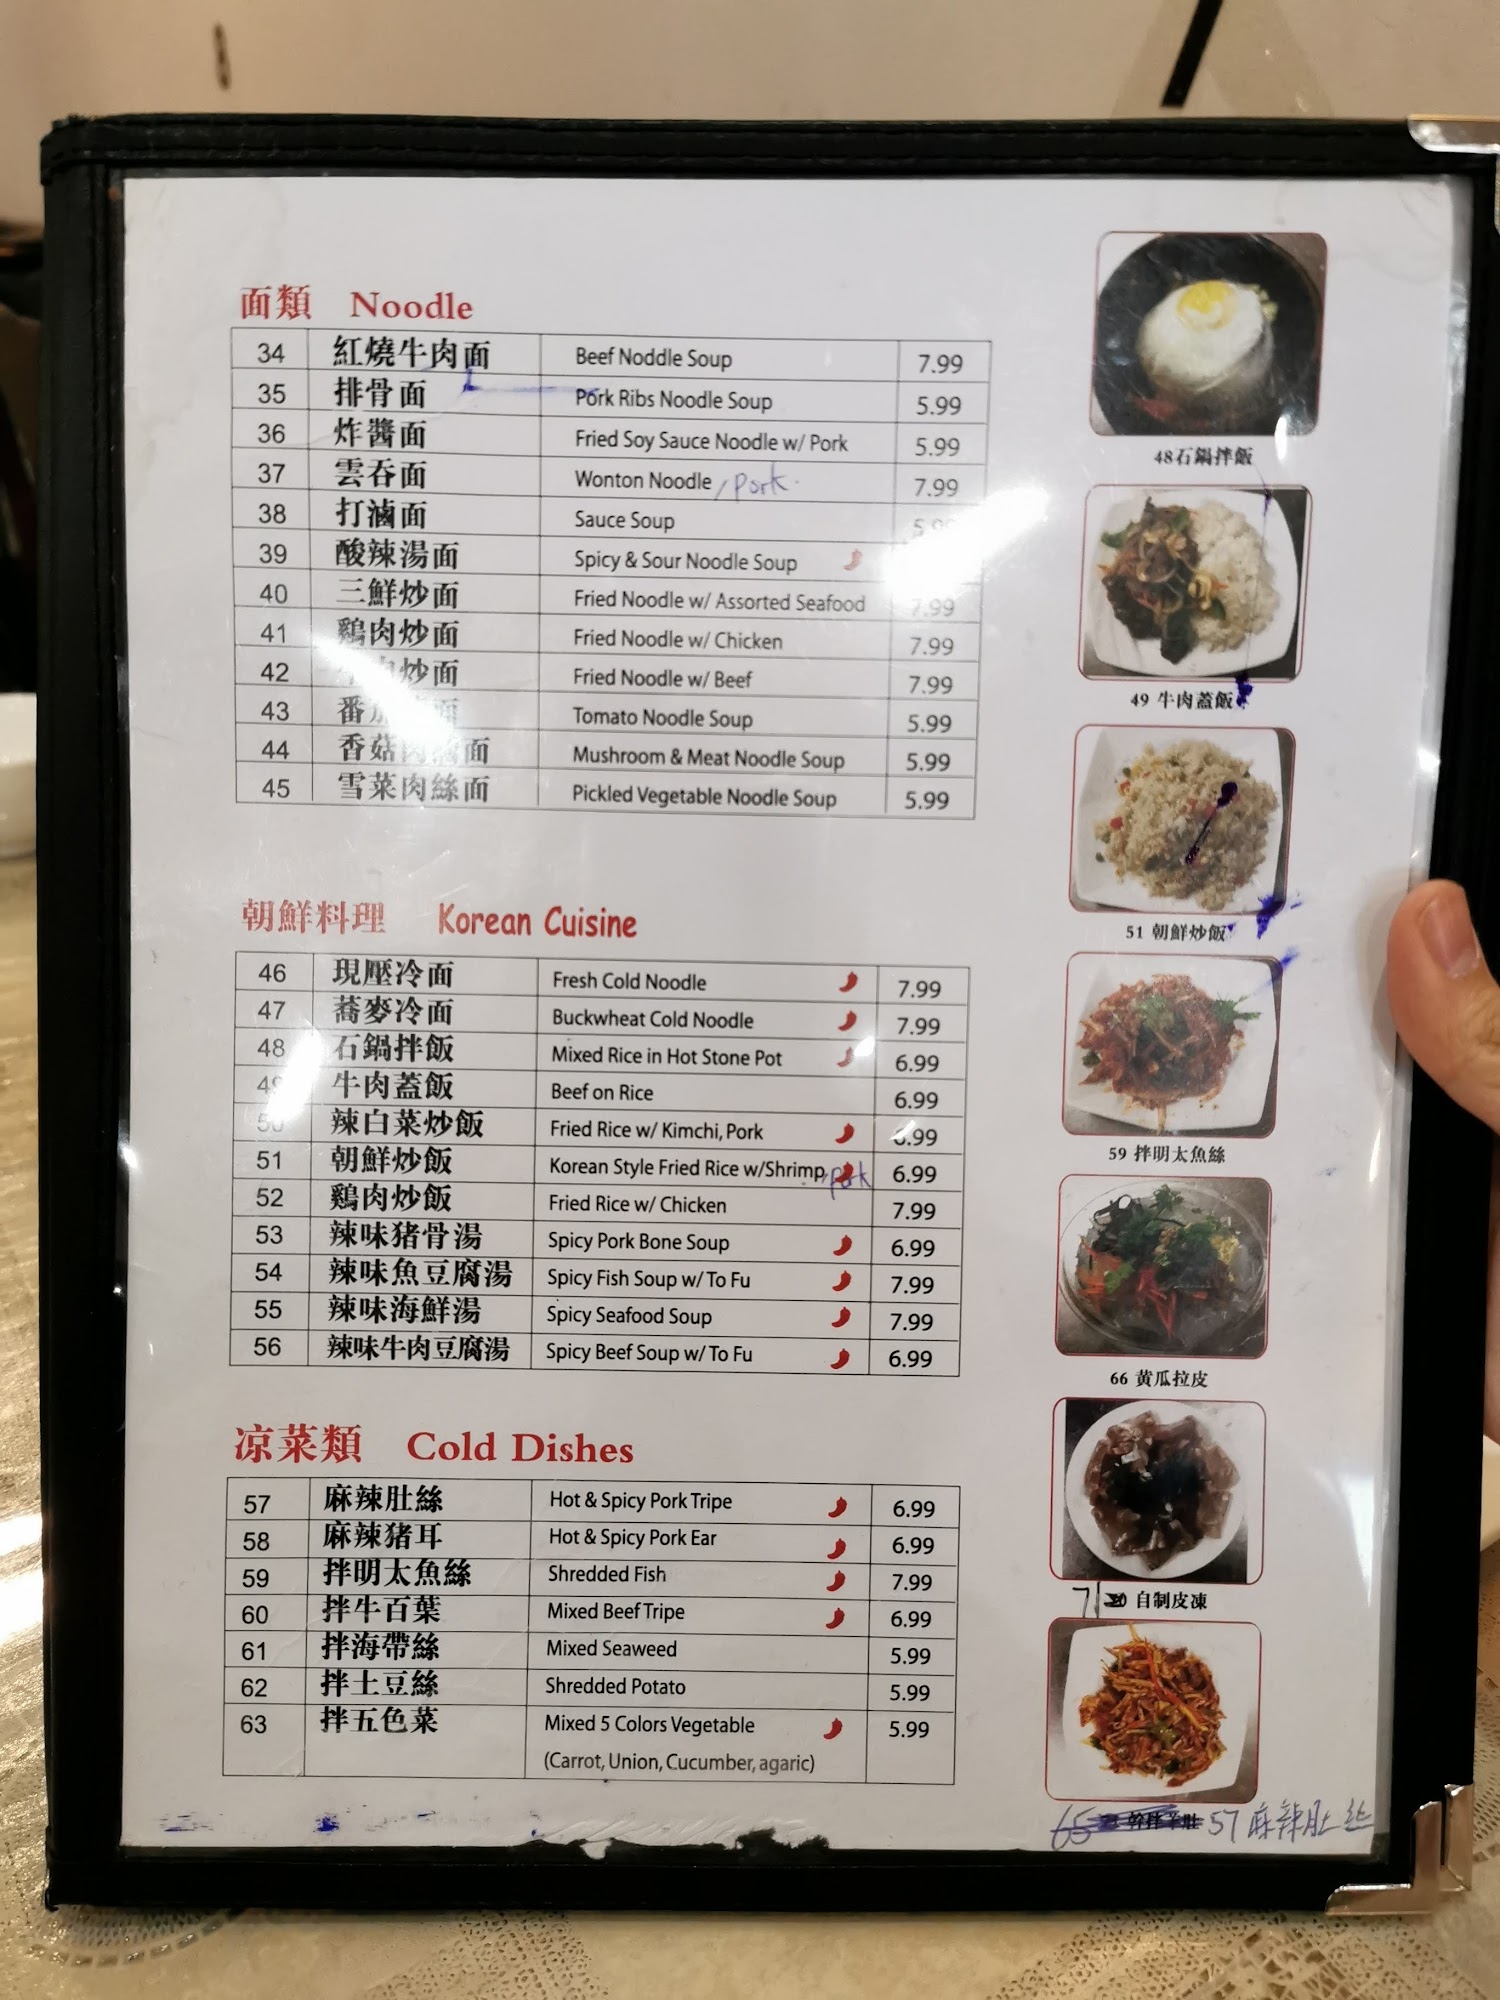 面類 Noodle
34 紅燒牛肉面 Beef Noddle Soup 7.99
35 排骨面 Pork Ribs Noodle Soup 5.99
36 炸醬面 Fried Soy Sauce Noodle w/ Pork 5.99
37 雲吞面 Wonton Noodle / Pork 7.99
38 打滷面 Sauce Soup 5.99
39 酸辣湯面 Spicy & Sour Noodle Soup
40 三鮮炒面 Fried Noodle w/ Assorted Seafood 7.99
41 鷄肉炒面 Fried Noodle w/ Chicken 7.99
42 牛肉炒面 Fried Noodle w/ Beef 7.99
43 番茄 面 Tomato Noodle Soup 5.99
44 香菇肉 面 Mushroom & Meat Noodle Soup 5.99
45 雪菜肉絲面 Pickled Vegetable Noodle Soup 5.99
朝鮮料理 Korean Cuisine
46 現壓冷面 Fresh Cold Noodle 7.99
47 蕎麥冷面 Buckwheat Cold Noodle 7.99
48 石鍋拌飯 Mixed Rice in Hot Stone Pot 6.99
49 牛肉蓋飯 Beef on Rice 6.99
50 辣白菜炒飯 Fried Rice w/ Kimchi, Pork 6.99
51 朝鮮炒飯 Korean Style Fried Rice w/Shrimp, Pork 6.99
52 鷄肉炒飯 Fried Rice w/ Chicken 7.99
53 辣味猪骨湯 Spicy Pork Bone Soup 6.99
54 辣味魚豆腐湯 Spicy Fish Soup w/ To Fu 7.99
55 辣味海鮮湯 Spicy Seafood Soup 7.99
56 辣味牛肉豆腐湯 Spicy Beef Soup w/ To Fu 6.99
凉菜類 Cold Dishes
57 麻辣肚絲 Hot & Spicy Pork Tripe 6.99
58 麻辣猪耳 Hot & Spicy Pork Ear 6.99
59 拌明太魚絲 Shredded Fish 7.99
60 拌牛百葉 Mixed Beef Tripe 6.99
61 拌海帶絲 Mixed Seaweed 5.99
62 拌土豆絲 Shredded Potato 5.99
63 拌五色菜 Mixed 5 Colors Vegetable 5.99
(Carrot, Union, Cucumber, agaric)
48石鍋拌飯
49 牛肉蓋飯
51 朝鮮炒飯
59 拌明太魚絲
66 黄瓜拉皮
71 自制皮凍
65 57 麻辣肚丝